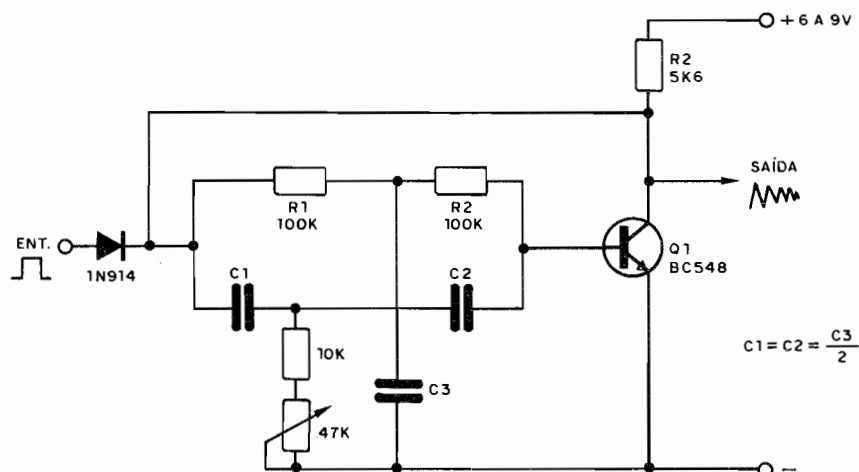 +6 A 9V
R2
5K6
SAÍDA
R1
100K
R2
100K
ENT.
1N914
Q1
BC548
C1
C2
C1=C2=C3/2
10K
C3
47K